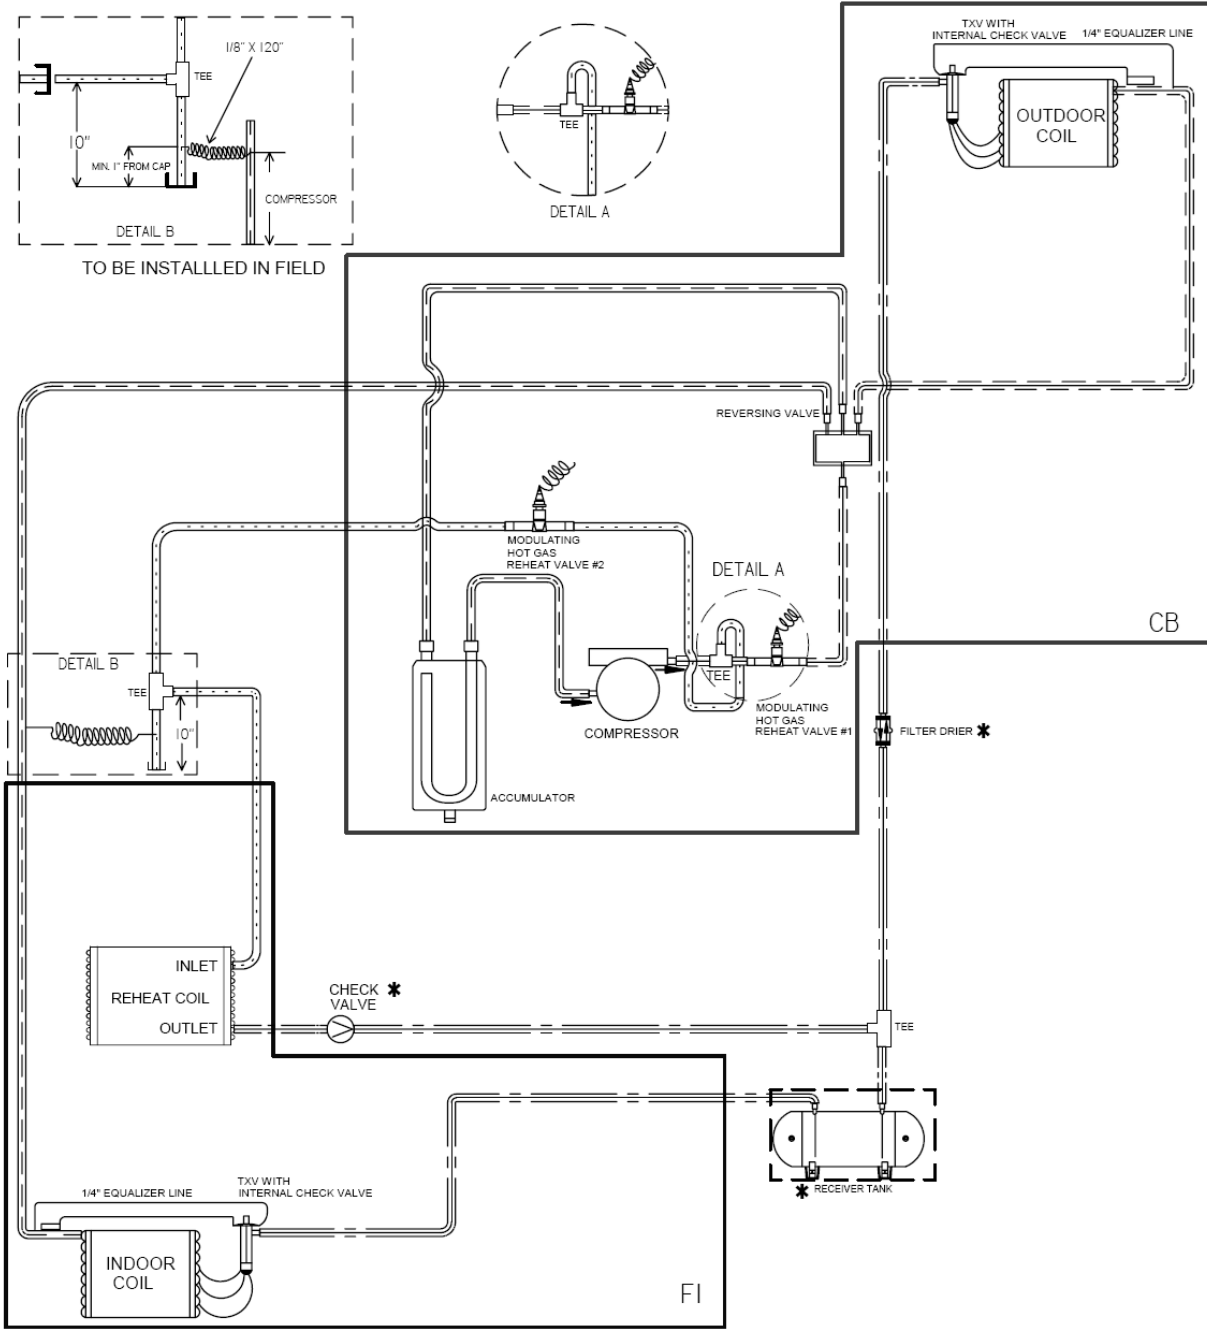 1/8" X 120"
TEE
10"
MIN. 1" FROM CAP
COMPRESSOR
DETAIL B
TO BE INSTALLLED IN FIELD
TEE
DETAIL A
TXV WITH
INTERNAL CHECK VALVE
1/4" EQUALIZER LINE
OUTDOOR
COIL
REVERSING VALVE
MODULATING
HOT GAS
REHEAT VALVE #2
DETAIL A
CB
DETAIL B
TEE
10"
TEE
COMPRESSOR
MODULATING
HOT GAS
REHEAT VALVE #1
FILTER DRIER *
ACCUMULATOR
INLET
REHEAT COIL
OUTLET
CHECK *
VALVE
TEE
* RECEIVER TANK
1/4" EQUALIZER LINE
TXV WITH
INTERNAL CHECK VALVE
INDOOR
COIL
F1